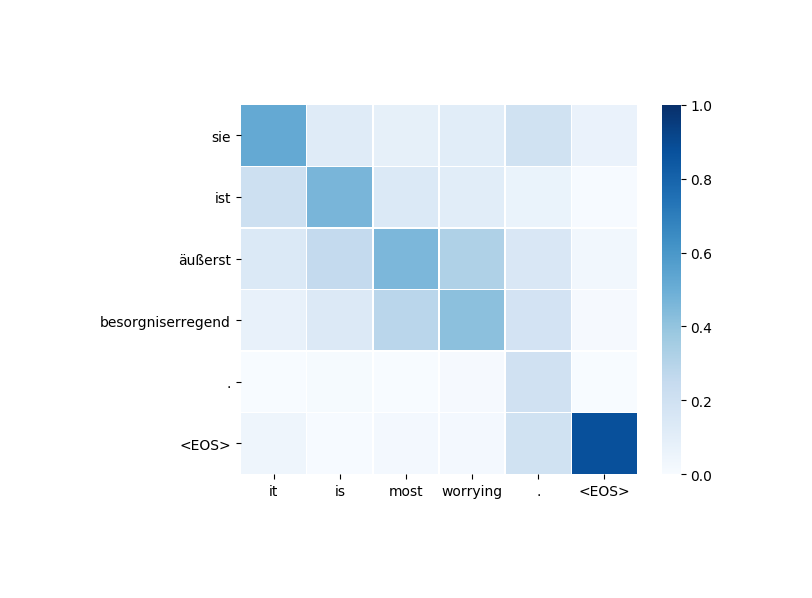 sie
ist
äußerst
besorgniserregend
.
<EOS>
it is most worrying . <EOS>
1.0
0.8
0.6
0.4
0.2
0.0